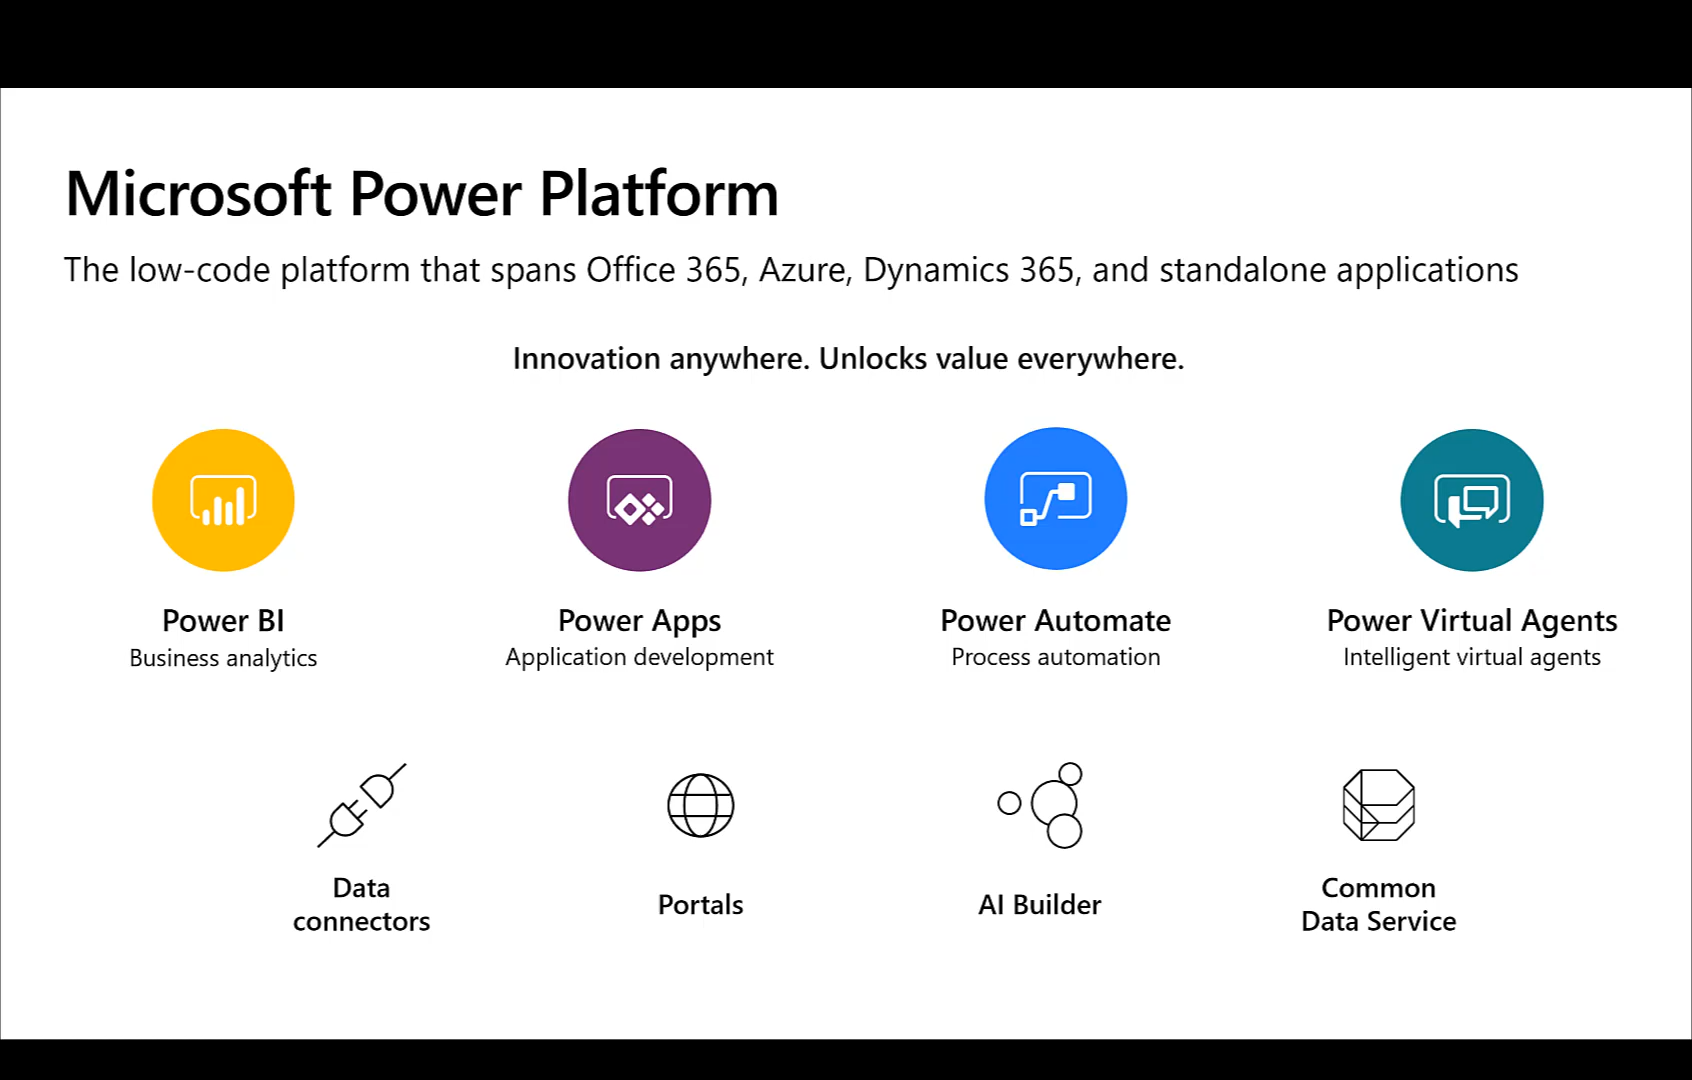 Microsoft Power Platform
The low-code platform that spans Office 365, Azure, Dynamics 365, and standalone applications
Innovation anywhere. Unlocks value everywhere.
Power BI
Business analytics
Power Apps
Application development
Power Automate
Process automation
Power Virtual Agents
Intelligent virtual agents
Data
connectors
Portals
AI Builder
Common
Data Service